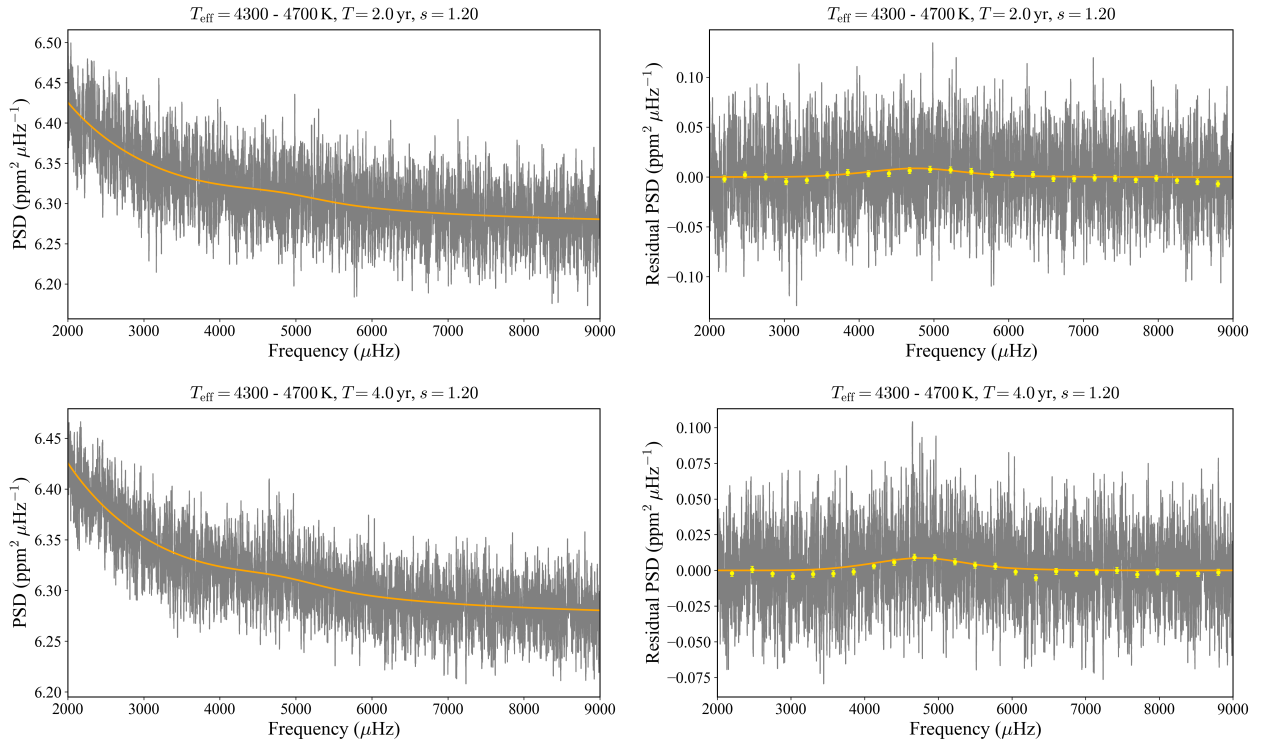 T_eff = 4300 - 4700 K, T = 2.0 yr, s = 1.20
PSD (ppm² μHz⁻¹)
6.50
6.45
6.40
6.35
6.30
6.25
6.20
2000 3000 4000 5000 6000 7000 8000 9000
Frequency (μHz)
T_eff = 4300 - 4700 K, T = 2.0 yr, s = 1.20
Residual PSD (ppm² μHz⁻¹)
0.10
0.05
0.00
−0.05
−0.10
2000 3000 4000 5000 6000 7000 8000 9000
Frequency (μHz)
T_eff = 4300 - 4700 K, T = 4.0 yr, s = 1.20
PSD (ppm² μHz⁻¹)
6.45
6.40
6.35
6.30
6.25
6.20
2000 3000 4000 5000 6000 7000 8000 9000
Frequency (μHz)
T_eff = 4300 - 4700 K, T = 4.0 yr, s = 1.20
Residual PSD (ppm² μHz⁻¹)
0.100
0.075
0.050
0.025
0.000
−0.025
−0.050
−0.075
2000 3000 4000 5000 6000 7000 8000 9000
Frequency (μHz)